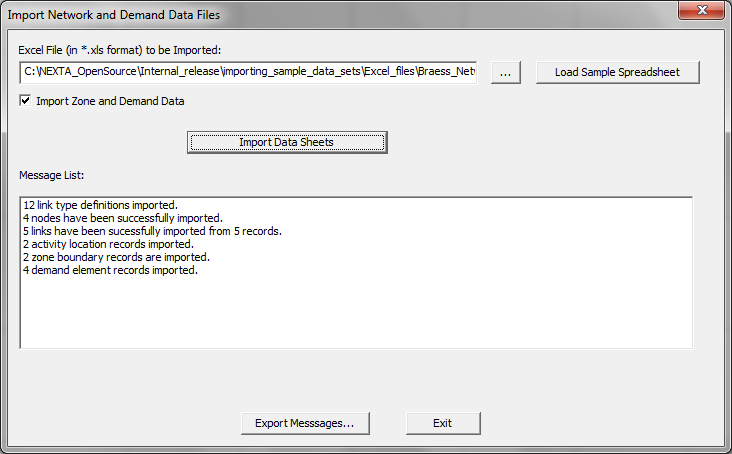 Import Network and Demand Data Files
Excel File (in *.xls format) to be Imported:
C:\NEXTA_OpenSource\Internal_release\importing_sample_data_sets\Excel_files\Braess_Net
...
Load Sample Spreadsheet
Import Zone and Demand Data
Import Data Sheets
Message List:
12 link type definitions imported.
4 nodes have been successfully imported.
5 links have been sucessfully imported from 5 records.
2 activity location records imported.
2 zone boundary records are imported.
4 demand element records imported.
Export Messsages...
Exit